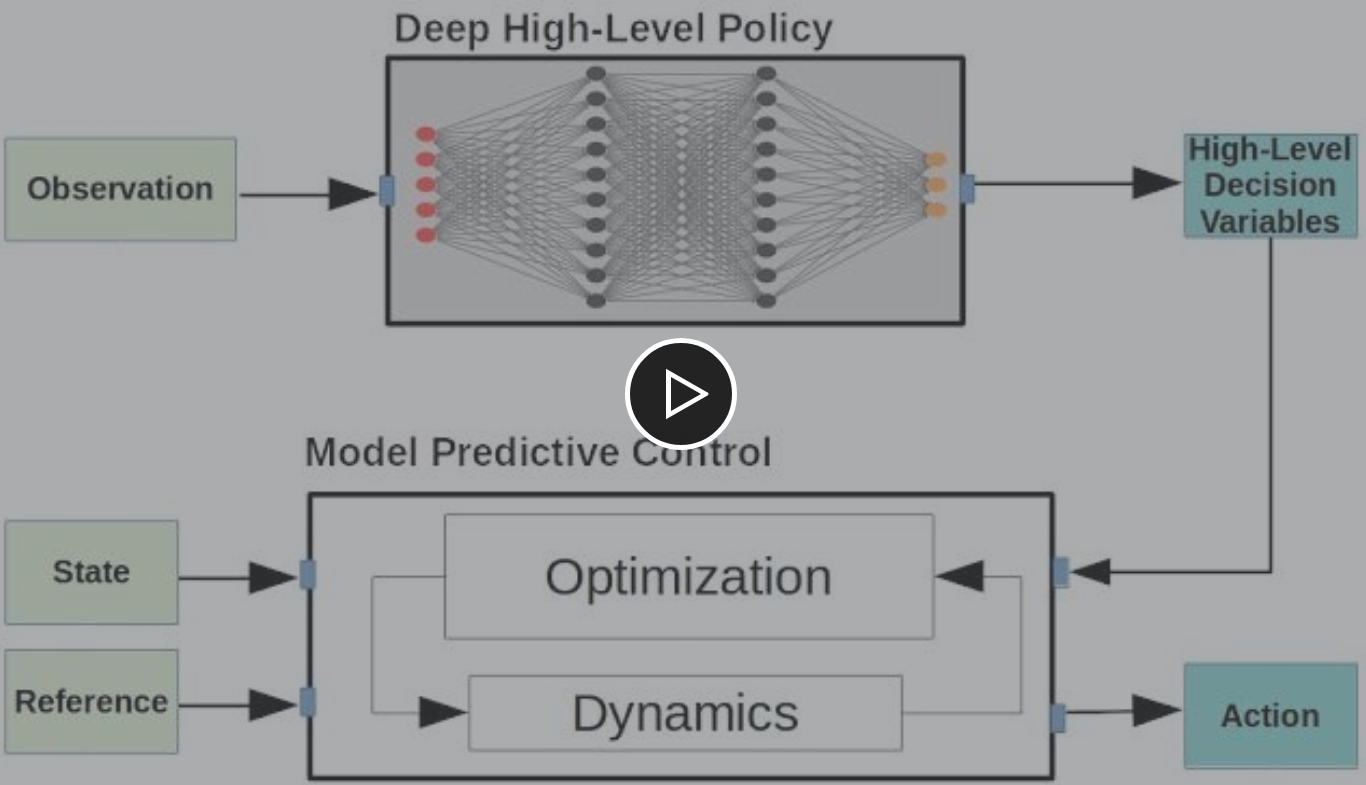 Deep High-Level Policy
Observation
High-Level
Decision
Variables
Model Predictive Control
State
Optimization
Reference
Dynamics
Action